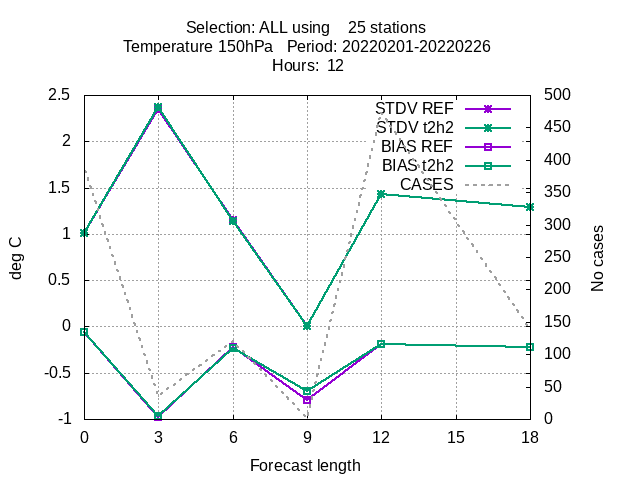 Selection: ALL using    25 stations
Temperature 150hPa   Period: 20220201-20220226
Hours: 12
2.5
2
1.5
1
0.5
0
-0.5
-1
deg C
500
450
400
350
300
250
200
150
100
50
0
No cases
STDV REF
STDV t2h2
BIAS REF
BIAS t2h2
CASES
0 3 6 9 12 15 18
Forecast length